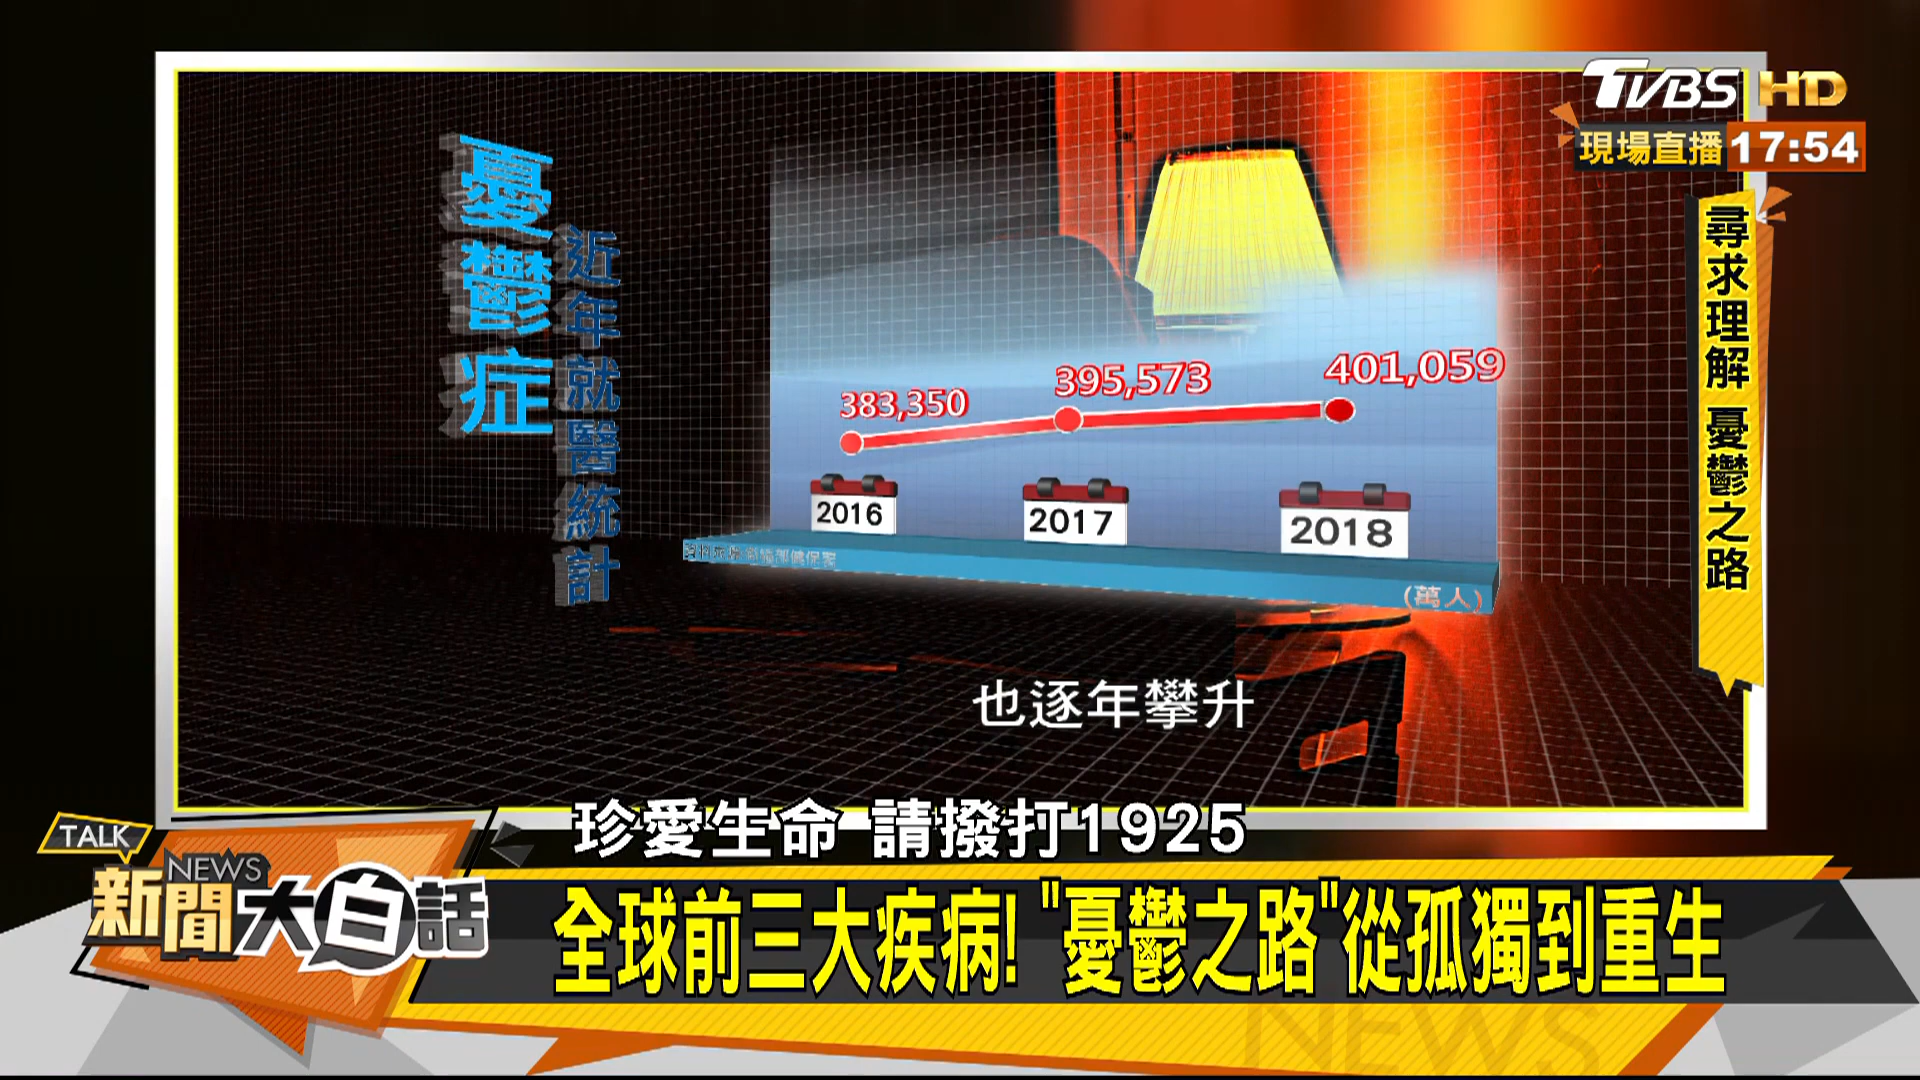 TVBS HD
現場直播 17:54
尋求理解 憂鬱之路
憂鬱症
近年就醫統計
383,350
395,573
401,059
2016
2017
2018
(萬人)
也逐年攀升
珍愛生命 請撥打1925
TALK
NEWS
新聞大白話
全球前三大疾病! "憂鬱之路"從孤獨到重生
NEWS